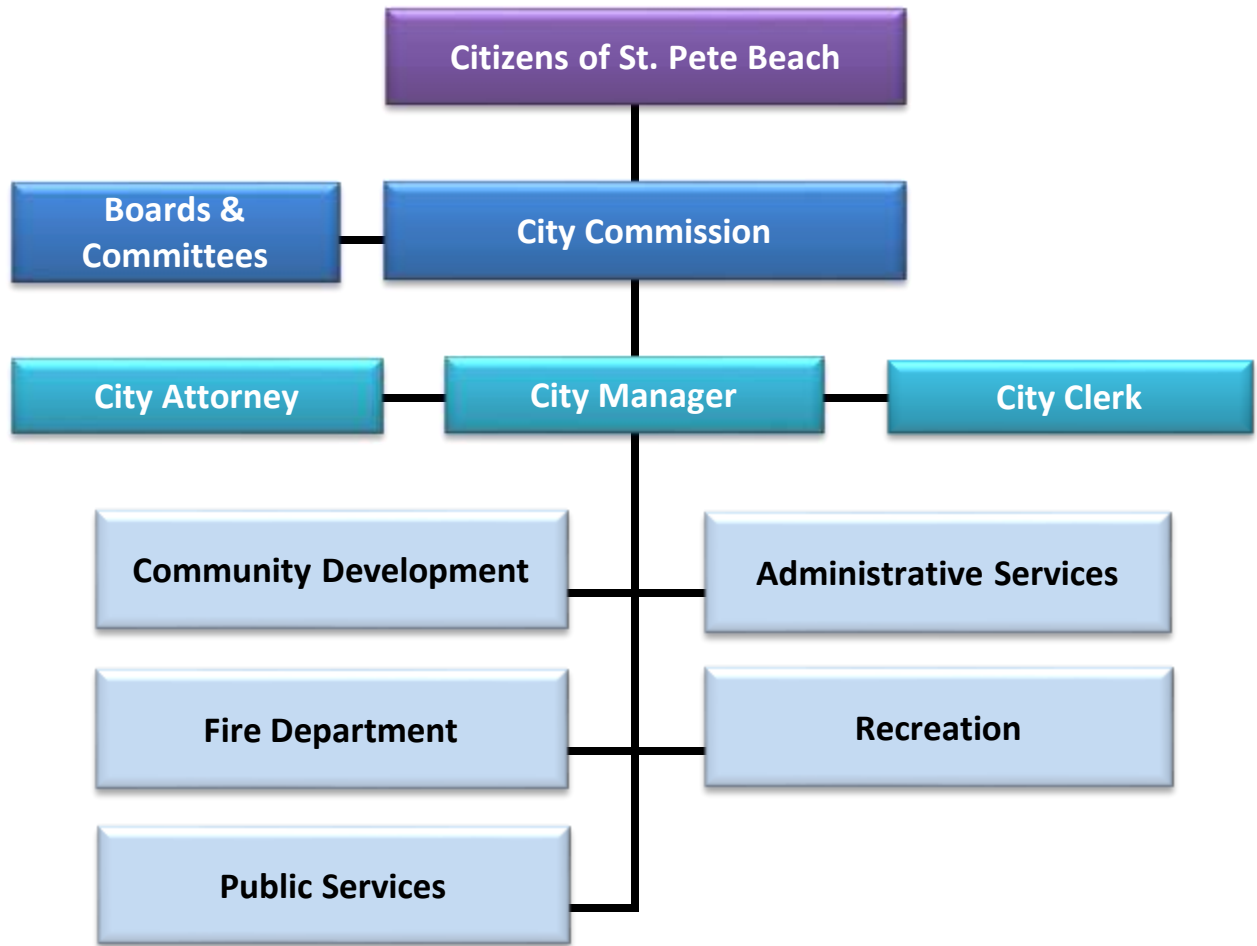 Citizens of St. Pete Beach
Boards &
Committees
City Commission
City Attorney
City Manager
City Clerk
Community Development
Administrative Services
Fire Department
Recreation
Public Services